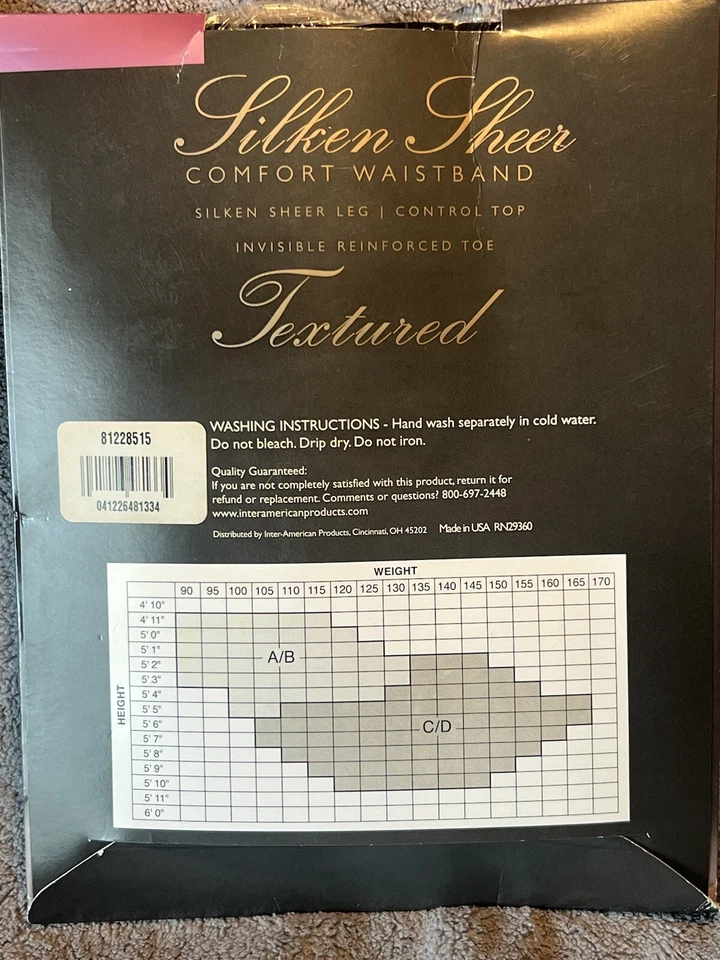 Silken Sheer
COMFORT WAISTBAND
SILKEN SHEER LEG | CONTROL TOP
INVISIBLE REINFORCED TOE
Textured
81228515
041226481334
WASHING INSTRUCTIONS - Hand wash separately in cold water.
Do not bleach. Drip dry. Do not iron.
Quality Guaranteed:
If you are not completely satisfied with this product, return it for
refund or replacement. Comments or questions? 800-697-2448
www.interamericanproducts.com
Distributed by Inter-American Products, Cincinnati, OH 45202 Made in USA RN29360
WEIGHT
90 95 100 105 110 115 120 125 130 135 140 145 150 155 160 165 170
HEIGHT
4' 10"
4' 11"
5' 0"
5' 1"
5' 2"
5' 3"
5' 4"
5' 5"
5' 6"
5' 7"
5' 8"
5' 9"
5' 10"
5' 11"
6' 0"
A/B
C/D